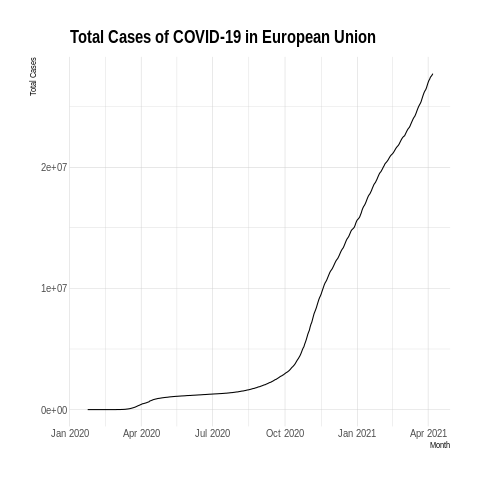 Total Cases of COVID-19 in European Union
Total Cases
2e+07
1e+07
0e+00
Jan 2020 Apr 2020 Jul 2020 Oct 2020 Jan 2021 Apr 2021
Month